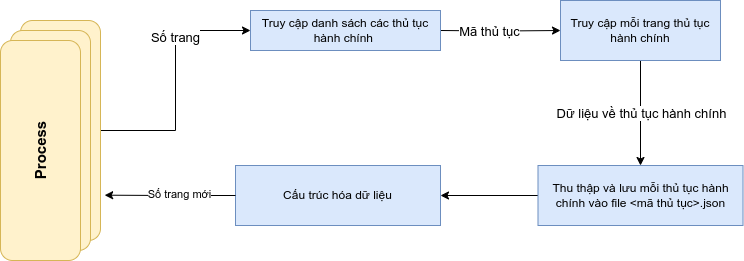 Process
Số trang
Truy cập danh sách các thủ tục
hành chính
Mã thủ tục
Truy cập mỗi trang thủ tục
hành chính
Dữ liệu về thủ tục hành chính
Thu thập và lưu mỗi thủ tục hành
chính vào file <mã thủ tục>.json
Cấu trúc hóa dữ liệu
Số trang mới